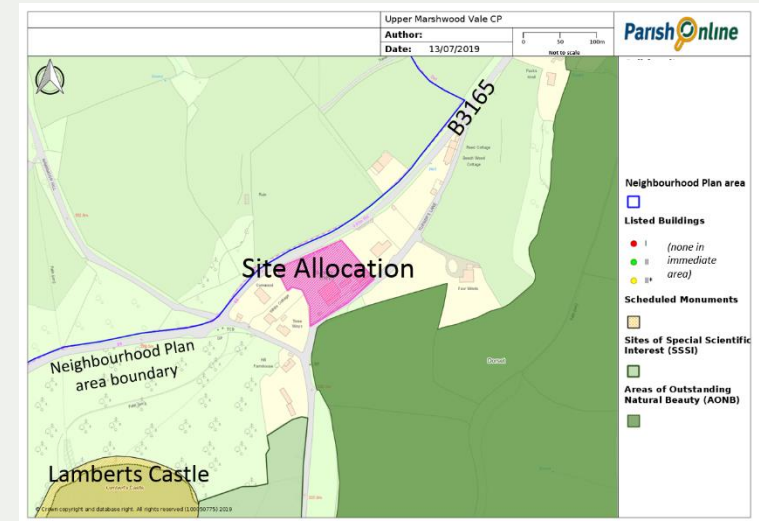 Upper Marshwood Vale CP
Author:
Date: 13/07/2019
0 50 100m
Not to scale
Parish Online
B3165
Site Allocation
Neighbourhood Plan
area boundary
Lamberts Castle
Dorset
© Crown copyright and database right. All rights reserved (100050775) 2019
Neighbourhood Plan area
Listed Buildings
I
II
II*
(none in
immediate
area)
Scheduled Monuments
Sites of Special Scientific
Interest (SSSI)
Areas of Outstanding
Natural Beauty (AONB)